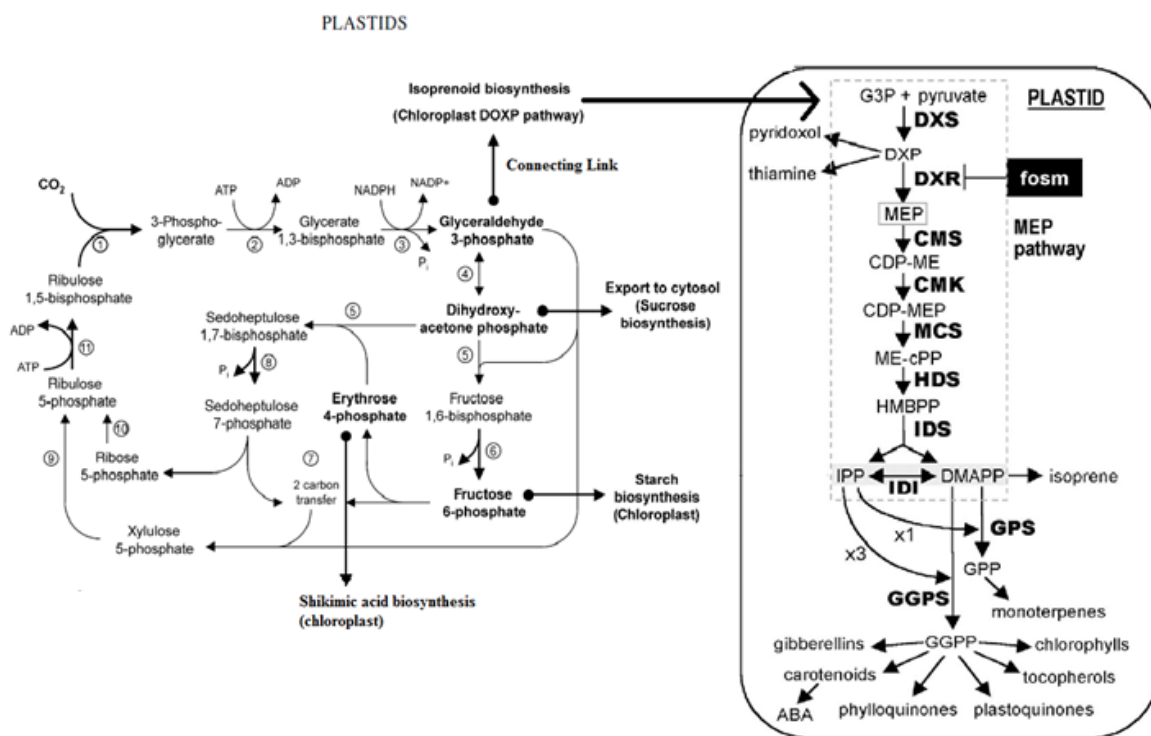 PLASTIDS
Isoprenoid biosynthesis
(Chloroplast DOXP pathway)
Connecting Link
CO2
ATP
ADP
NADPH
NADP+
3-Phospho-
glycerate
Glycerate
1,3-bisphosphate
Glyceraldehyde
3-phosphate
①
②
③
Pi
④
Ribulose
1,5-bisphosphate
Dihydroxy-
acetone phosphate
Export to cytosol
(Sucrose
biosynthesis)
Sedoheptulose
1,7-bisphosphate
⑤
⑤
ADP
ATP
⑪
Pi
⑧
Ribulose
5-phosphate
Sedoheptulose
7-phosphate
Erythrose
4-phosphate
Fructose
1,6-bisphosphate
⑩
⑨
Pi
⑥
Ribose
5-phosphate
⑦
2 carbon
transfer
Fructose
6-phosphate
Starch
biosynthesis
(Chloroplast)
Xylulose
5-phosphate
Shikimic acid biosynthesis
(chloroplast)
G3P + pyruvate
PLASTID
DXS
pyridoxol
DXP
thiamine
DXR
fosm
MEP
MEP
pathway
CMS
CDP-ME
CMK
CDP-MEP
MCS
ME-cPP
HDS
HMBPP
IDS
IPP
IDI
DMAPP
isoprene
x1
GPS
x3
GPP
GGPS
monoterpenes
gibberellins
GGPP
chlorophylls
carotenoids
tocopherols
ABA
phylloquinones
plastoquinones